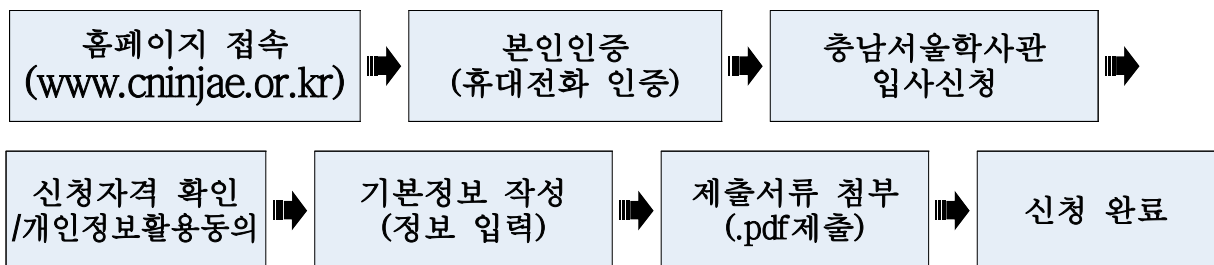 홈페이지 접속
(www.cninjae.or.kr)
본인인증
(휴대전화 인증)
충남서울학사관
입사신청
신청자격 확인
/개인정보활용동의
기본정보 작성
(정보 입력)
제출서류 첨부
(.pdf제출)
신청 완료